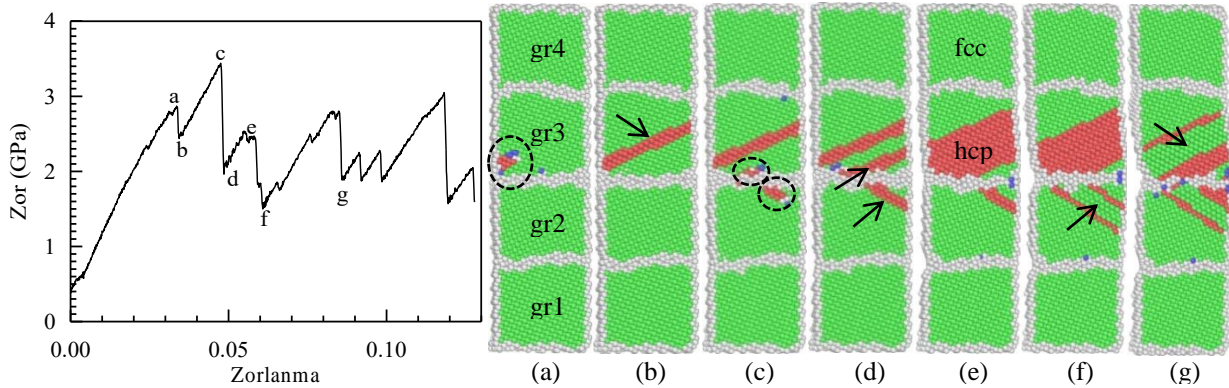 4
3
2
1
0
Zor (GPa)
0.00
0.05
0.10
Zorlanma
a
b
c
d
e
f
g
gr4
gr3
gr2
gr1
fcc
hcp
(a) (b) (c) (d) (e) (f) (g)